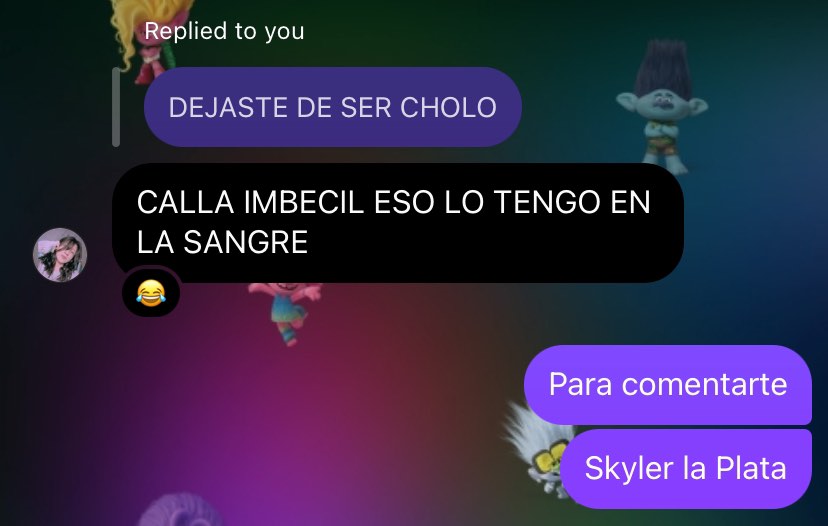 Replied to you
DEJASTE DE SER CHOLO
CALLA IMBECIL ESO LO TENGO EN
LA SANGRE
Para comentarte
Skyler la Plata